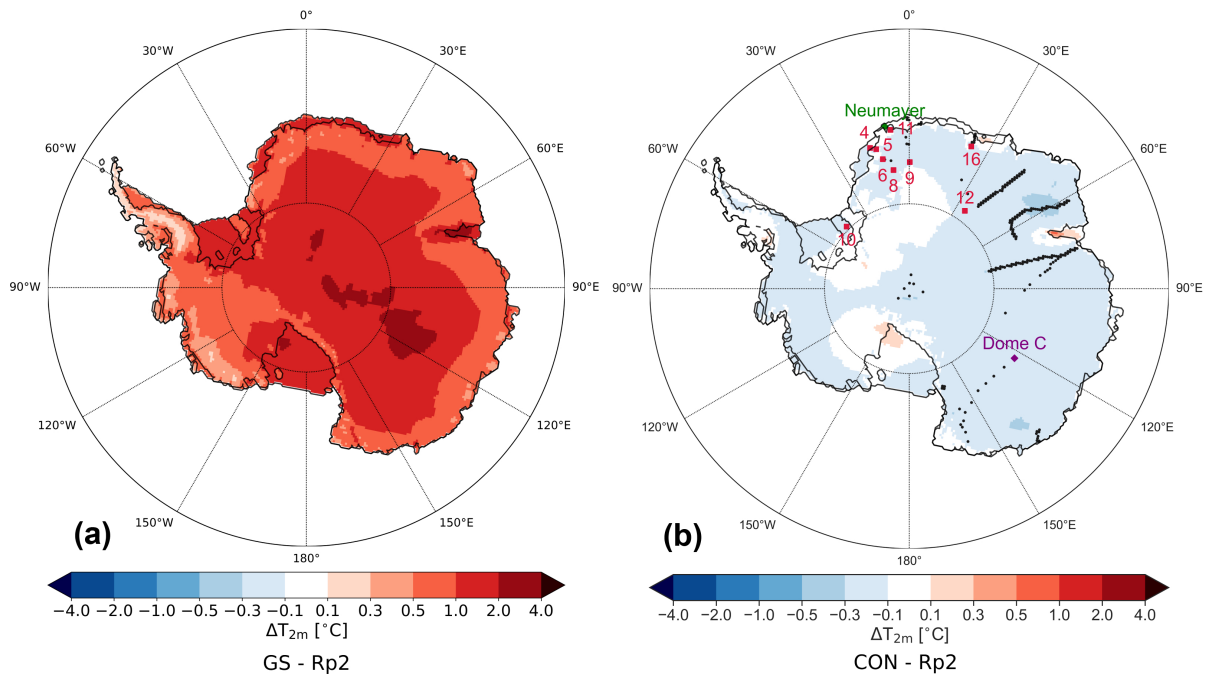 0° 0°
30°W 30°E 30°W 30°E
Neumayer
4 11
60°W 60°E 60°W 5 60°E
16
6 9
8
12
10
90°W 90°E 90°W 90°E
Dome C
120°W 120°E 120°W 120°E
150°W 150°E 150°W 150°E
(a) (b)
180° 180°
−4.0 −2.0 −1.0 −0.5 −0.3 −0.1 0.1 0.3 0.5 1.0 2.0 4.0 −4.0 −2.0 −1.0 −0.5 −0.3 −0.1 0.1 0.3 0.5 1.0 2.0 4.0
ΔT2m [°C] ΔT2m [°C]
GS - Rp2 CON - Rp2